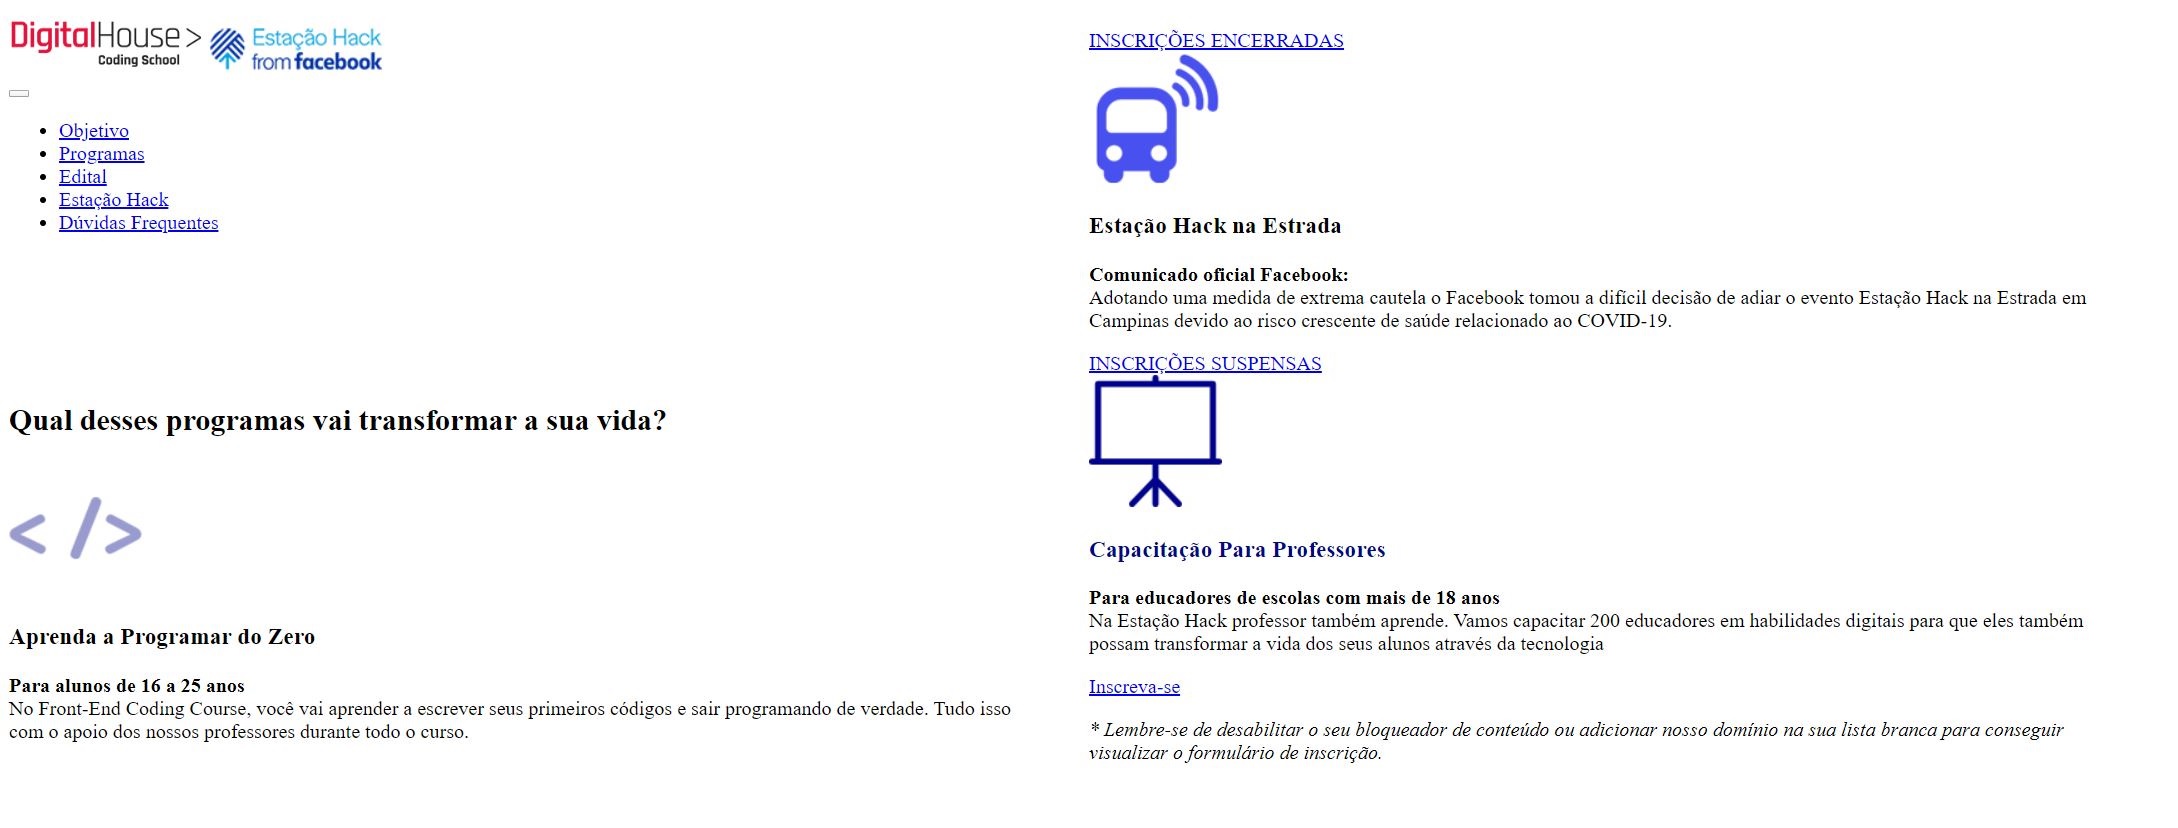 DigitalHouse>
Coding School
Estação Hack
from facebook
Objetivo
Programas
Edital
Estação Hack
Dúvidas Frequentes
Qual desses programas vai transformar a sua vida?
</>
Aprenda a Programar do Zero
Para alunos de 16 a 25 anos
No Front-End Coding Course, você vai aprender a escrever seus primeiros códigos e sair programando de verdade. Tudo isso
com o apoio dos nossos professores durante todo o curso.
INSCRIÇÕES ENCERRADAS
Estação Hack na Estrada
Comunicado oficial Facebook:
Adotando uma medida de extrema cautela o Facebook tomou a difícil decisão de adiar o evento Estação Hack na Estrada em
Campinas devido ao risco crescente de saúde relacionado ao COVID-19.
INSCRIÇÕES SUSPENSAS
Capacitação Para Professores
Para educadores de escolas com mais de 18 anos
Na Estação Hack professor também aprende. Vamos capacitar 200 educadores em habilidades digitais para que eles também
possam transformar a vida dos seus alunos através da tecnologia
Inscreva-se
* Lembre-se de desabilitar o seu bloqueador de conteúdo ou adicionar nosso domínio na sua lista branca para conseguir
visualizar o formulário de inscrição.